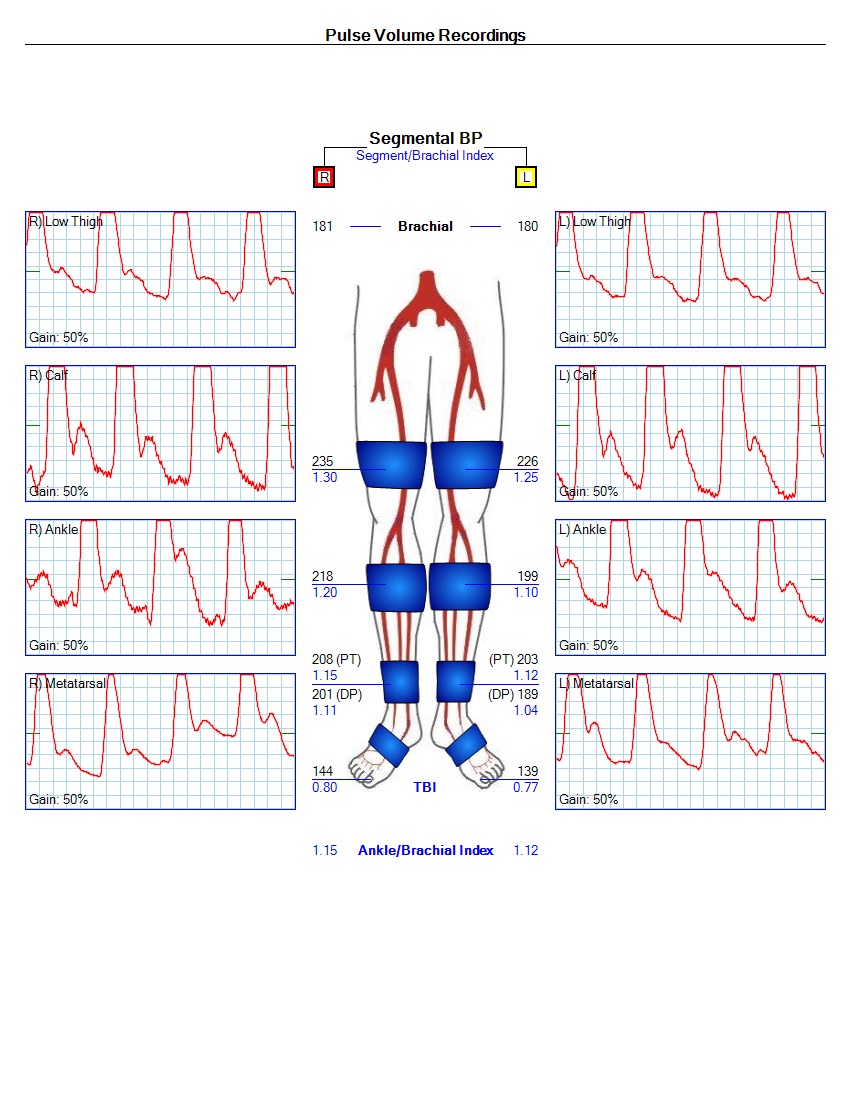 Pulse Volume Recordings
Segmental BP
Segment/Brachial Index
R
L
R) Low Thigh
Gain: 50%
181
Brachial
180
L) Low Thigh
Gain: 50%
R) Calf
Gain: 50%
235
1.30
226
1.25
L) Calf
Gain: 50%
R) Ankle
Gain: 50%
218
1.20
199
1.10
L) Ankle
Gain: 50%
R) Metatarsal
Gain: 50%
208 (PT)
1.15
201 (DP)
1.11
(PT) 203
1.12
(DP) 189
1.04
L) Metatarsal
Gain: 50%
144
0.80
TBI
139
0.77
1.15 Ankle/Brachial Index 1.12